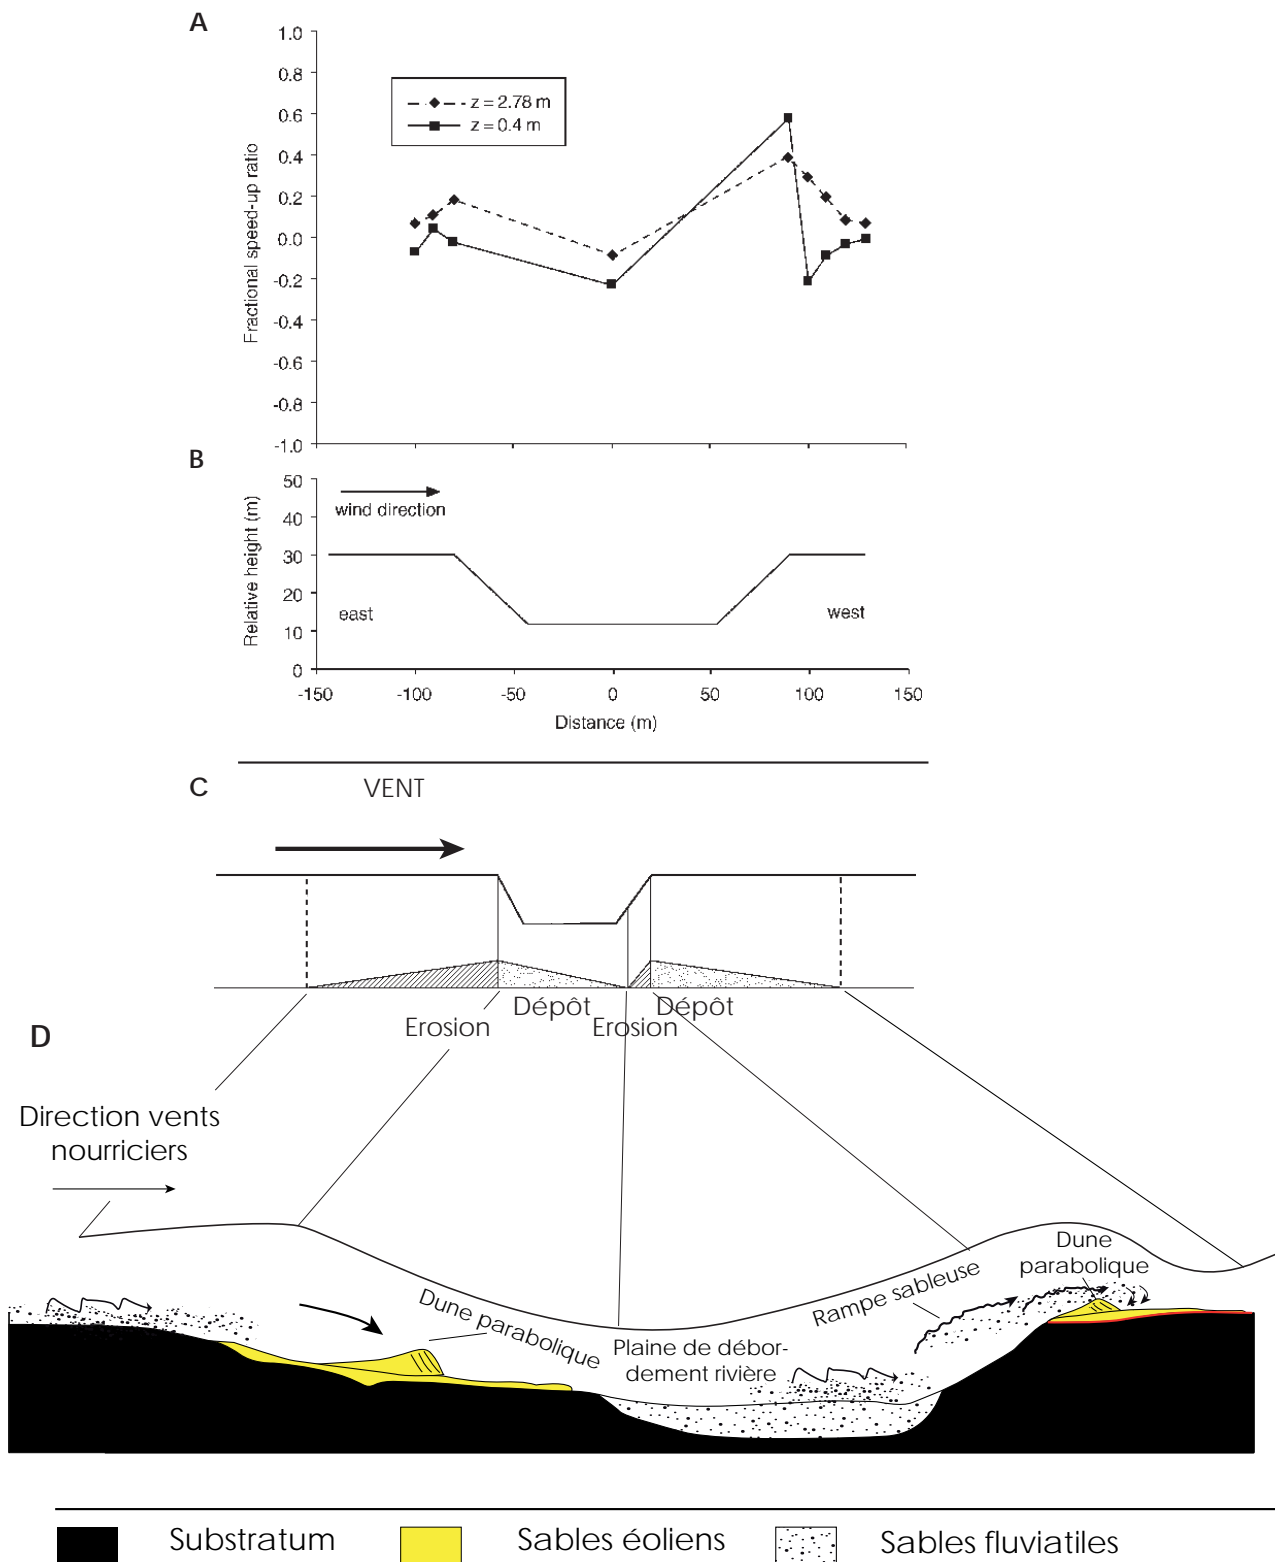 A
1.0
0.8
0.6
0.4
0.2
0.0
-0.2
-0.4
-0.6
-0.8
-1.0
Fractional speed-up ratio
z = 2.78 m
z = 0.4 m
B
50
40
30
20
10
0
Relative height (m)
wind direction
east
west
-150 -100 -50 0 50 100 150
Distance (m)
VENT
C
Dépôt Dépôt
Erosion Erosion
D
Direction vents
nourriciers
Dune parabolique
Plaine de débor-
dement rivière
Rampe sableuse
Dune
parabolique
Substratum Sables éoliens Sables fluviatiles